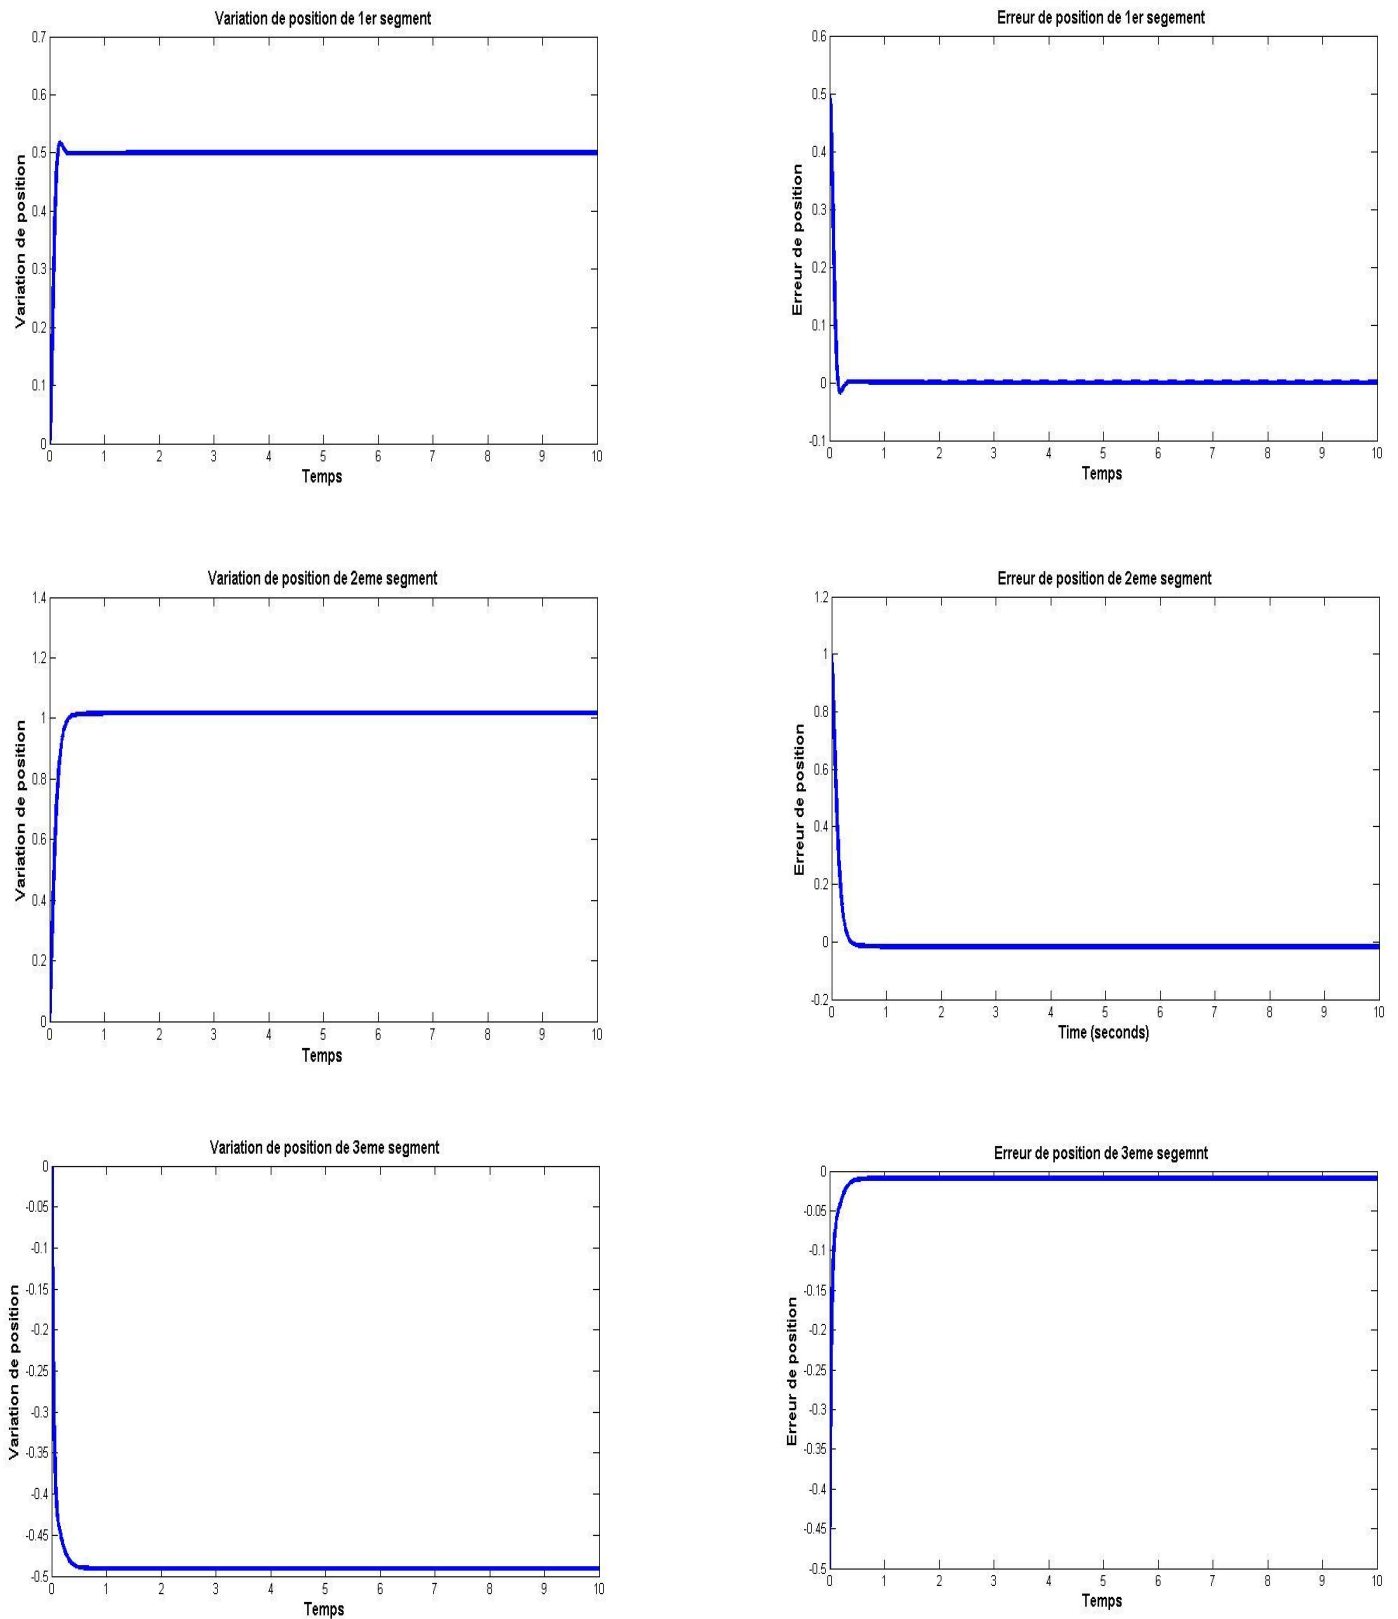 Variation de position de 1er segment
0.7
0.6
0.5
0.4
0.3
0.2
0.1
0
Variation de position
0 1 2 3 4 5 6 7 8 9 10
Temps
Erreur de position de 1er segement
0.6
0.5
0.4
0.3
0.2
0.1
0
-0.1
Erreur de position
0 1 2 3 4 5 6 7 8 9 10
Temps
Variation de position de 2eme segment
1.4
1.2
1
0.8
0.6
0.4
0.2
0
Variation de position
0 1 2 3 4 5 6 7 8 9 10
Temps
Erreur de position de 2eme segment
1.2
1
0.8
0.6
0.4
0.2
0
-0.2
Erreur de position
0 1 2 3 4 5 6 7 8 9 10
Time (seconds)
Variation de position de 3eme segment
0
-0.05
-0.1
-0.15
-0.2
-0.25
-0.3
-0.35
-0.4
-0.45
-0.5
Variation de position
0 1 2 3 4 5 6 7 8 9 10
Temps
Erreur de position de 3eme segemnt
0
-0.05
-0.1
-0.15
-0.2
-0.25
-0.3
-0.35
-0.4
-0.45
-0.5
Erreur de position
0 1 2 3 4 5 6 7 8 9 10
Temps